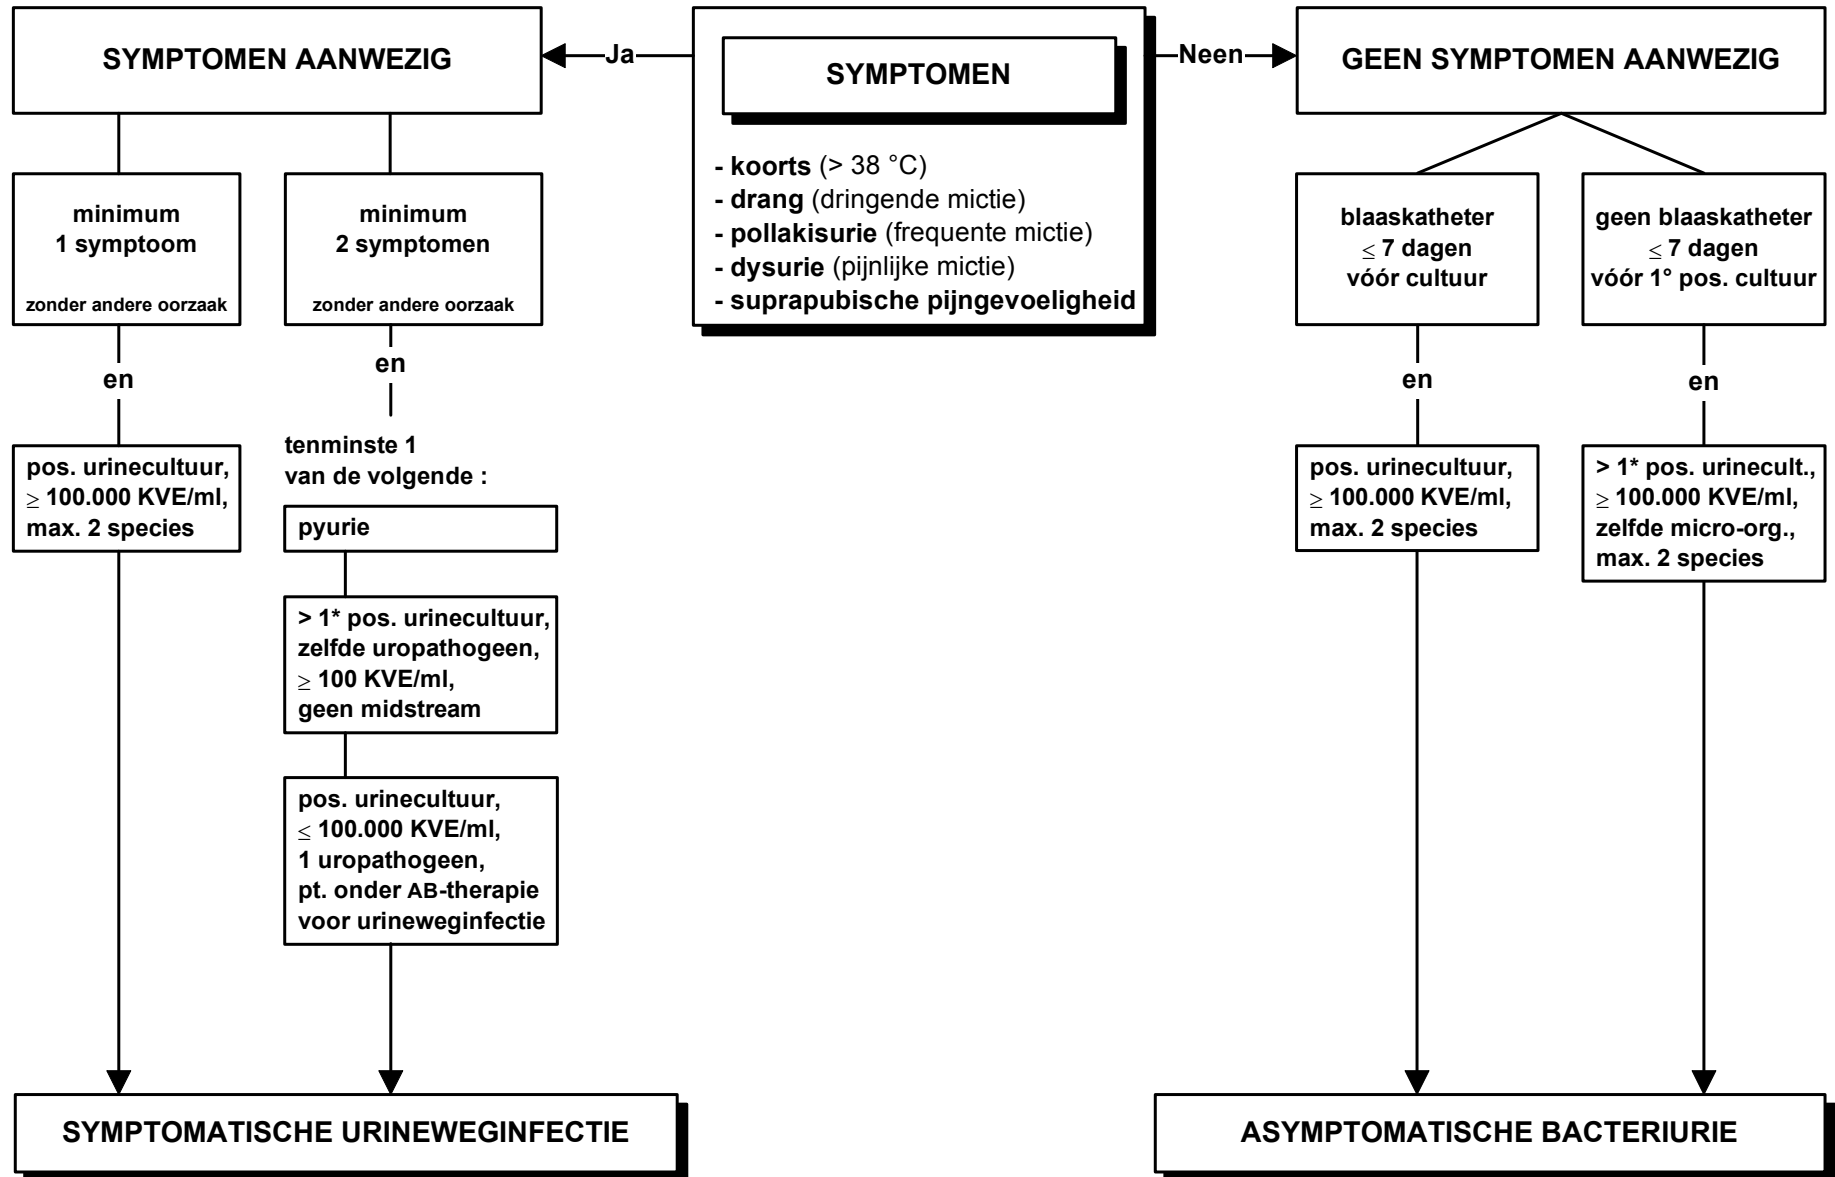 SYMPTOMEN AANWEZIG
Ja
SYMPTOMEN
- koorts (> 38 °C)
- drang (dringende mictie)
- pollakisurie (frequente mictie)
- dysurie (pijnlijke mictie)
- suprapubische pijngevoeligheid
Neen
GEEN SYMPTOMEN AANWEZIG
minimum
1 symptoom
zonder andere oorzaak
en
pos. urinecultuur,
≥ 100.000 KVE/ml,
max. 2 species
minimum
2 symptomen
zonder andere oorzaak
en
tenminste 1
van de volgende :
pyurie
> 1* pos. urinecultuur,
zelfde uropathogeen,
≥ 100 KVE/ml,
geen midstream
pos. urinecultuur,
≤ 100.000 KVE/ml,
1 uropathogeen,
pt. onder AB-therapie
voor urineweginfectie
blaaskatheter
≤ 7 dagen
vóór cultuur
en
pos. urinecultuur,
≥ 100.000 KVE/ml,
max. 2 species
geen blaaskatheter
≤ 7 dagen
vóór 1° pos. cultuur
en
> 1* pos. urinecult.,
≥ 100.000 KVE/ml,
zelfde micro-org.,
max. 2 species
SYMPTOMATISCHE URINEWEGINFECTIE
ASYMPTOMATISCHE BACTERIURIE